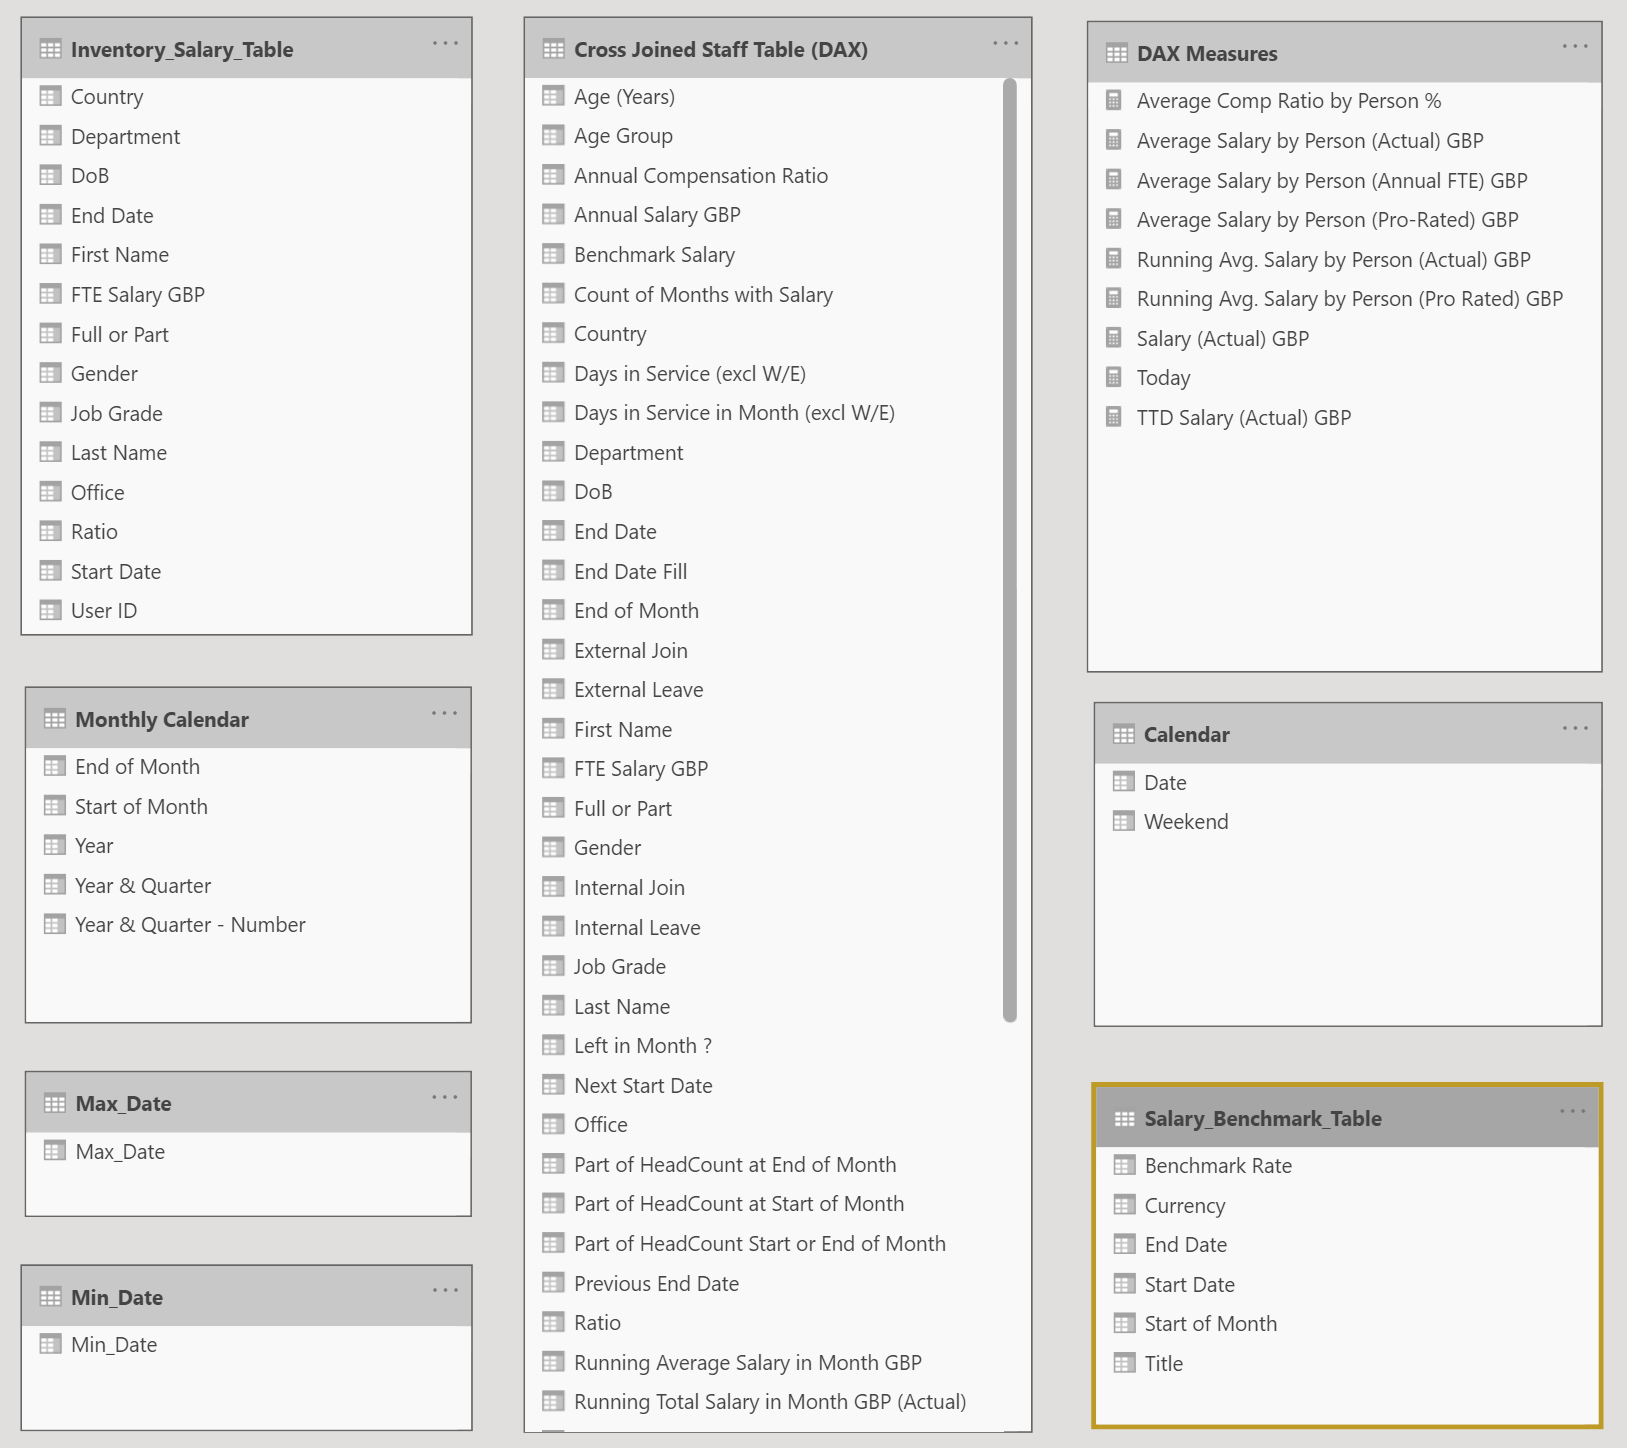 Inventory_Salary_Table
Country
Department
DoB
End Date
First Name
FTE Salary GBP
Full or Part
Gender
Job Grade
Last Name
Office
Ratio
Start Date
User ID
Monthly Calendar
End of Month
Start of Month
Year
Year & Quarter
Year & Quarter - Number
Max_Date
Max_Date
Min_Date
Min_Date
Cross Joined Staff Table (DAX)
Age (Years)
Age Group
Annual Compensation Ratio
Annual Salary GBP
Benchmark Salary
Count of Months with Salary
Country
Days in Service (excl W/E)
Days in Service in Month (excl W/E)
Department
DoB
End Date
End Date Fill
End of Month
External Join
External Leave
First Name
FTE Salary GBP
Full or Part
Gender
Internal Join
Internal Leave
Job Grade
Last Name
Left in Month ?
Next Start Date
Office
Part of HeadCount at End of Month
Part of HeadCount at Start of Month
Part of HeadCount Start or End of Month
Previous End Date
Ratio
Running Average Salary in Month GBP
Running Total Salary in Month GBP (Actual)
DAX Measures
Average Comp Ratio by Person %
Average Salary by Person (Actual) GBP
Average Salary by Person (Annual FTE) GBP
Average Salary by Person (Pro-Rated) GBP
Running Avg. Salary by Person (Actual) GBP
Running Avg. Salary by Person (Pro Rated) GBP
Salary (Actual) GBP
Today
TTD Salary (Actual) GBP
Calendar
Date
Weekend
Salary_Benchmark_Table
Benchmark Rate
Currency
End Date
Start Date
Start of Month
Title